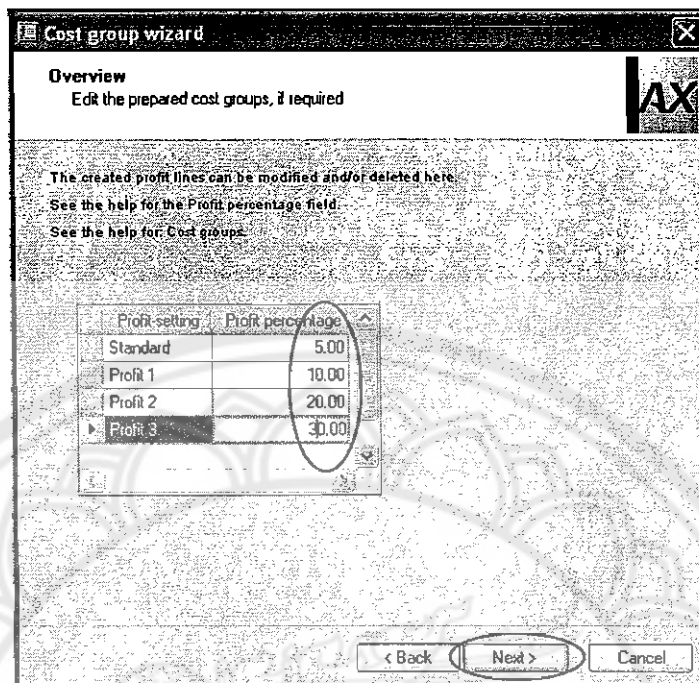 Cost group wizard
Overview
Edit the prepared cost groups, if required
AX
The created profit lines can be modified and/or deleted here.
See the help for the Profit percentage field.
See the help for: Cost groups.
Profit setting Profit percentage
Standard 5.00
Profit 1 10.00
Profit 2 20.00
Profit 3 30.00
< Back Next > Cancel